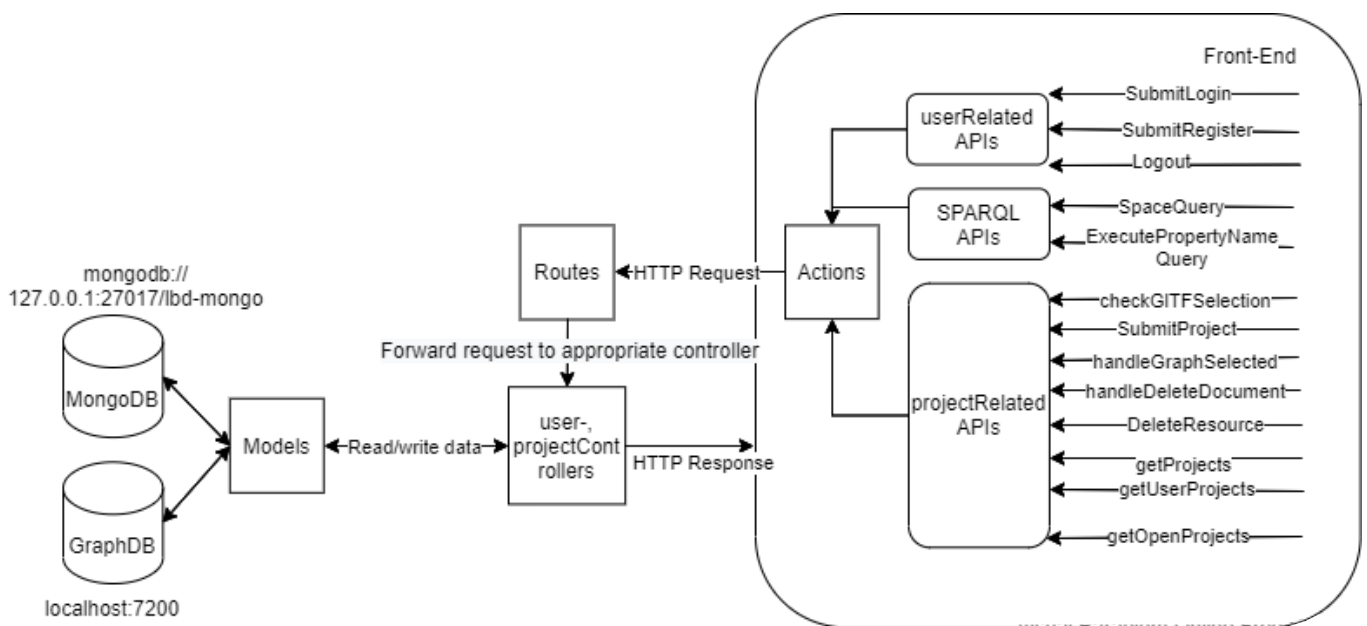 Front-End
SubmitLogin
userRelated
APIs
SubmitRegister
Logout
SPARQL
APIs
SpaceQuery
ExecutePropertyName
Query
Routes
HTTP Request
Actions
mongodb://
127.0.0.1:27017/lbd-mongo
checkGlTFSelection
SubmitProject
Forward request to appropriate controller
handleGraphSelected
MongoDB
handleDeleteDocument
projectRelated
APIs
DeleteResource
user-,
projectCont
rollers
Models
Read/write data
HTTP Response
getProjects
getUserProjects
getOpenProjects
GraphDB
localhost:7200